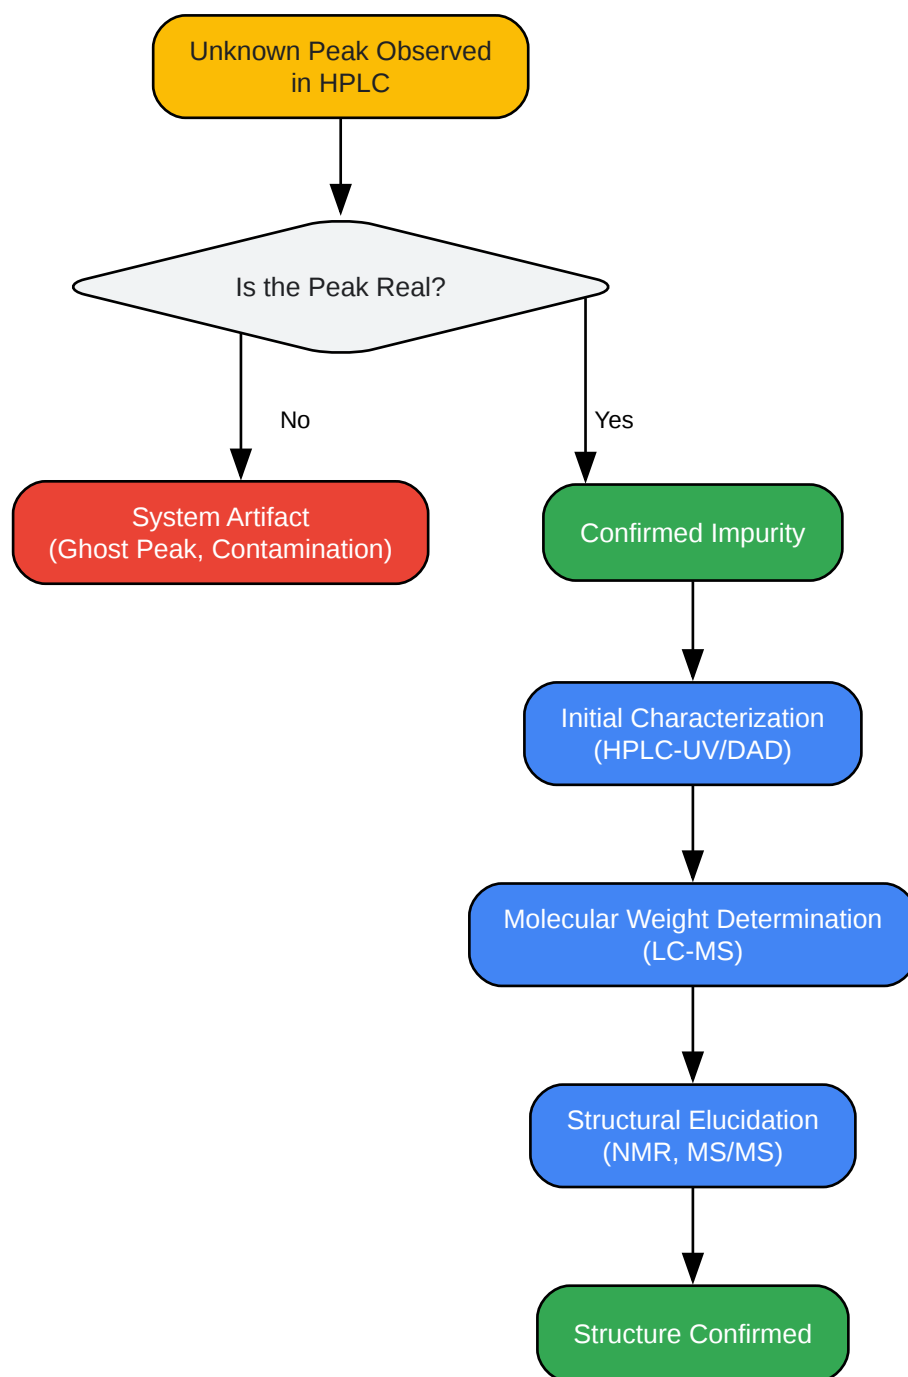 Unknown Peak Observed
in HPLC
Is the Peak Real?
No
Yes
System Artifact
(Ghost Peak, Contamination)
Confirmed Impurity
Initial Characterization
(HPLC-UV/DAD)
Molecular Weight Determination
(LC-MS)
Structural Elucidation
(NMR, MS/MS)
Structure Confirmed